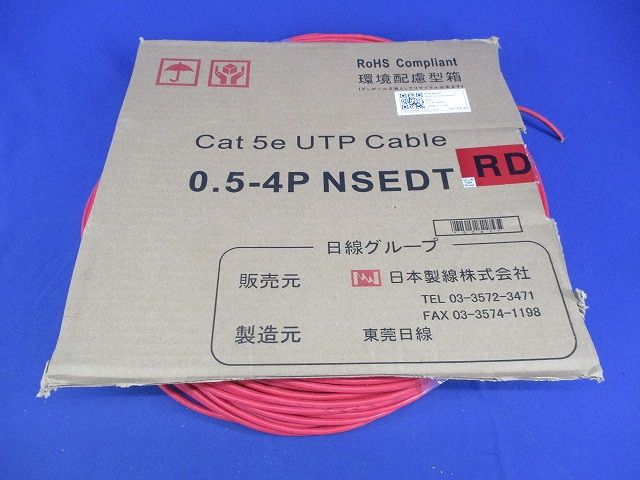 RoHS Compliant
環境配慮型箱
Cat 5e UTP Cable
0.5-4P NSEDT RD
日線グループ
販売元 日本製線株式会社
TEL 03-3572-3471
FAX 03-3574-1198
製造元 東莞日線